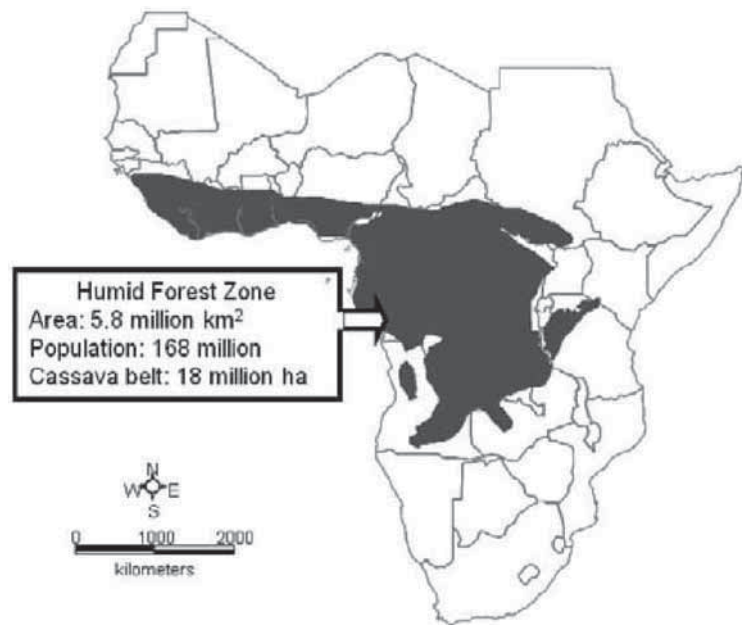 Humid Forest Zone
Area: 5.8 million km²
Population: 168 million
Cassava belt: 18 million ha
N
W E
S
0 1000 2000
kilometers